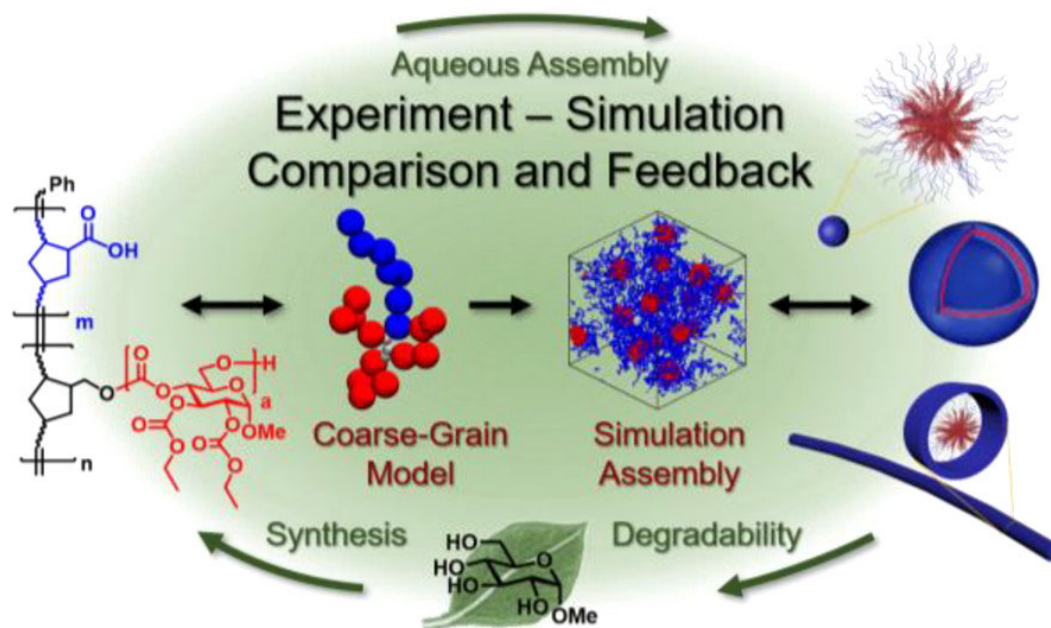 Aqueous Assembly
Experiment – Simulation
Comparison and Feedback
Ph
O
OH
m
O
O
O
O
H
a
O
O
O
OMe
O
O
O
O
n
Coarse-Grain
Model
Simulation
Assembly
Synthesis
Degradability
HO
HO
O
HO
HO
OMe